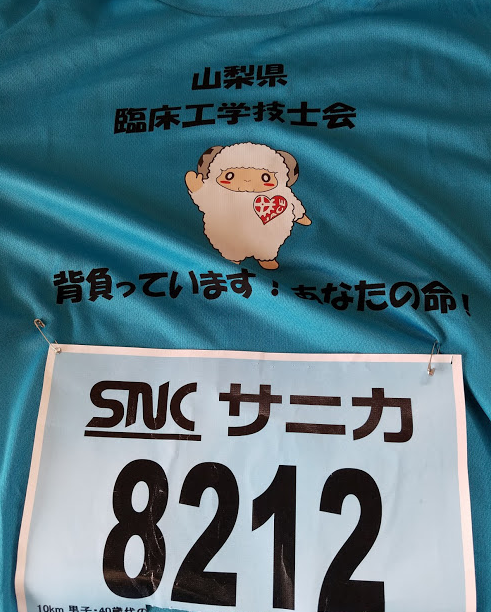 山梨県
臨床工学技士会
背負っています！あなたの命！
SNC サニカ
8212
10km 男子・40歳代の